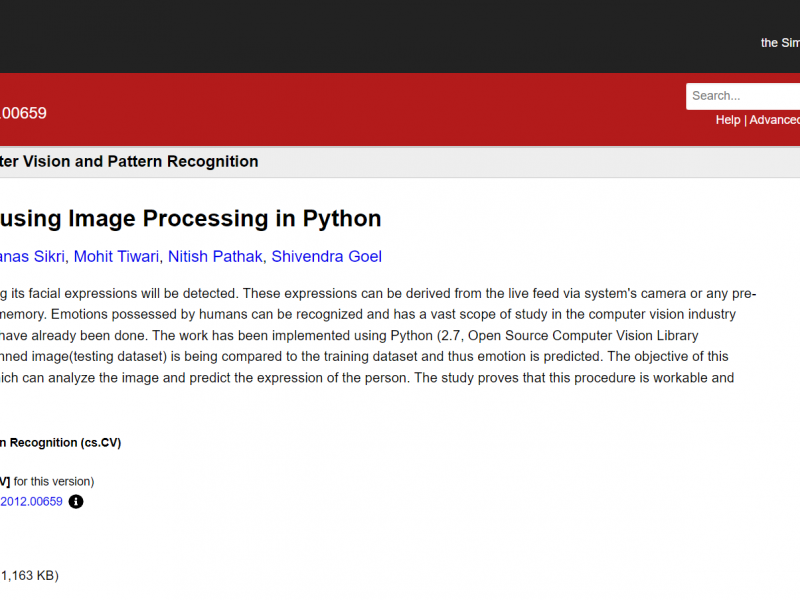 the Sim
.00659
Search...
Help | Advanced
ter Vision and Pattern Recognition
using Image Processing in Python
anas Sikri, Mohit Tiwari, Nitish Pathak, Shivendra Goel
g its facial expressions will be detected. These expressions can be derived from the live feed via system's camera or any pre-
memory. Emotions possessed by humans can be recognized and has a vast scope of study in the computer vision industry
have already been done. The work has been implemented using Python (2.7, Open Source Computer Vision Library
nned image(testing dataset) is being compared to the training dataset and thus emotion is predicted. The objective of this
ich can analyze the image and predict the expression of the person. The study proves that this procedure is workable and
n Recognition (cs.CV)
V] for this version)
2012.00659
1,163 KB)